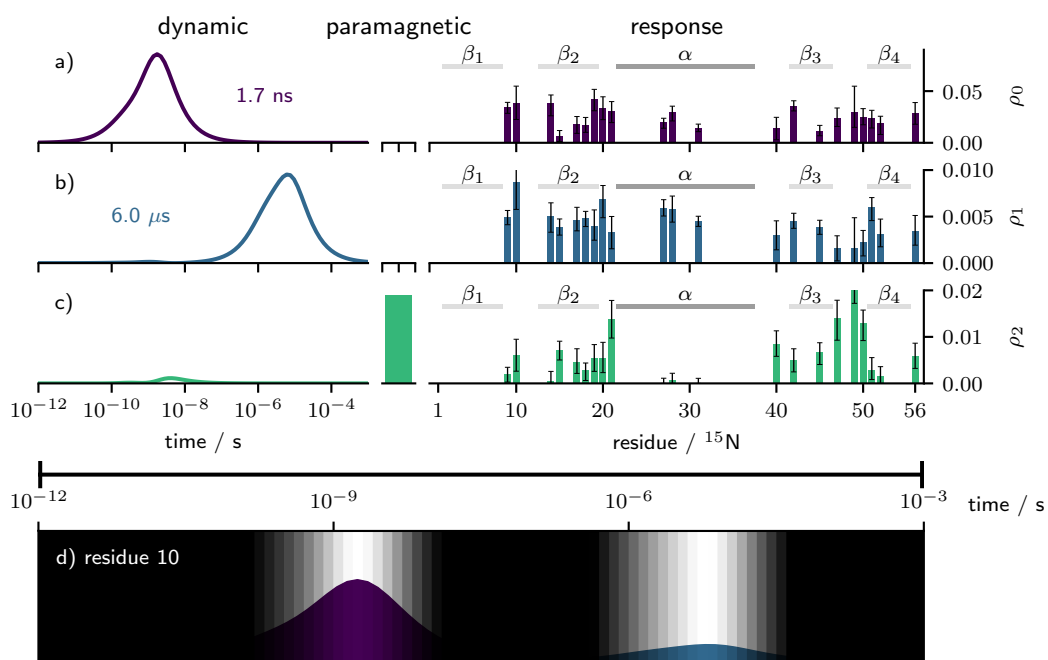 dynamic paramagnetic response
a) 1.7 ns β₁ β₂ α β₃ β₄ 0.05 0.00 ρ₀
b) 6.0 μs β₁ β₂ α β₃ β₄ 0.010 0.005 0.000 ρ₁
c) β₁ β₂ α β₃ β₄ 0.02 0.01 0.00 ρ₂
10⁻¹² 10⁻¹⁰ 10⁻⁸ 10⁻⁶ 10⁻⁴ 1 10 20 30 40 50 56
time / s residue / ¹⁵N
10⁻¹² 10⁻⁹ 10⁻⁶ 10⁻³ time / s
d) residue 10